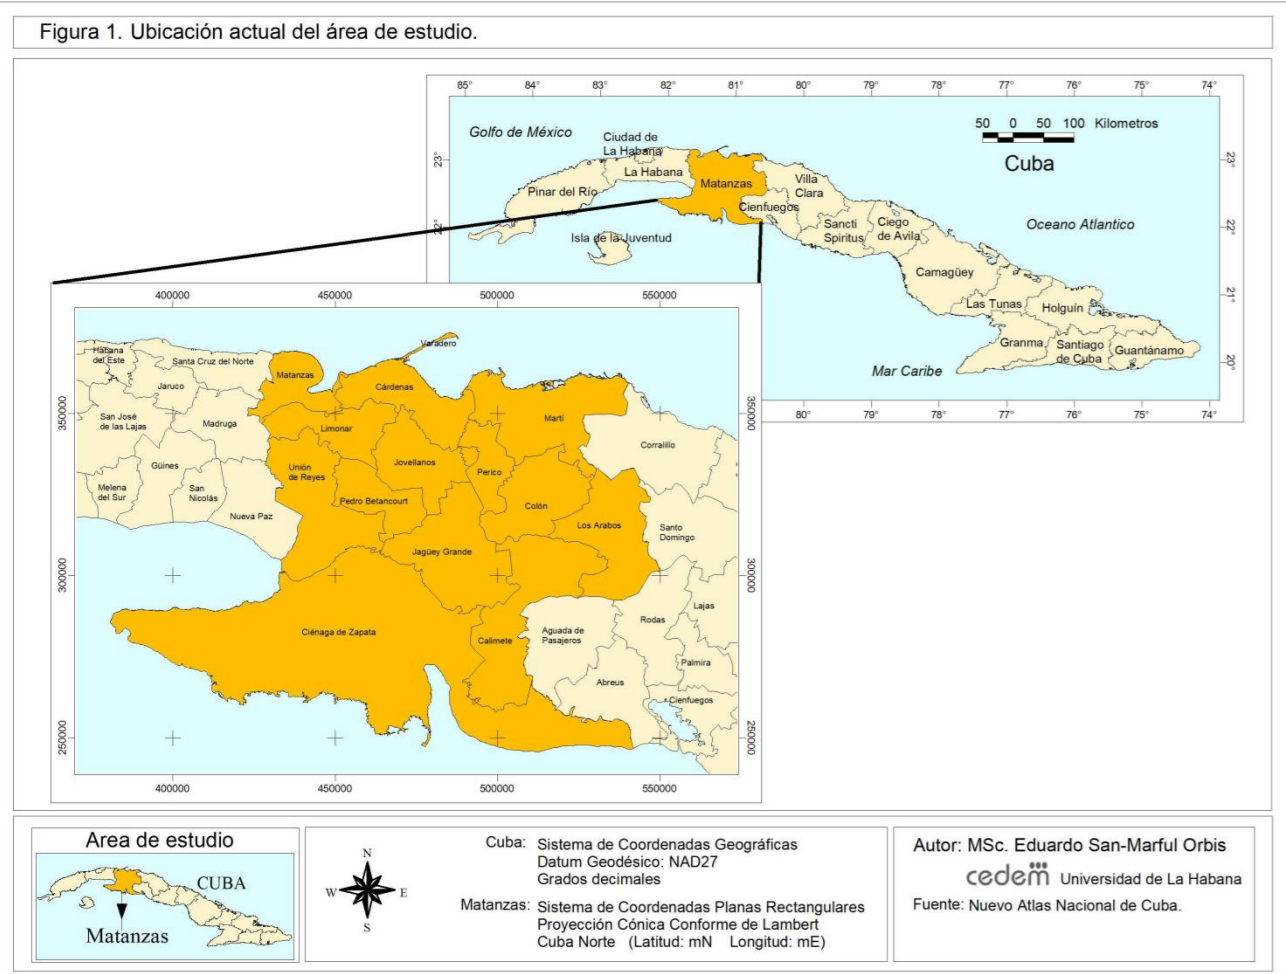 Figura 1. Ubicación actual del área de estudio.
85° 84° 83° 82° 81° 80° 79° 78° 77° 76° 75° 74°
Golfo de México
50 0 50 100 Kilometros
Cuba
Ciudad de
La Habana
23°
23°
La Habana
Matanzas
Villa
Clara
Pinar del Río
Cienfuegos
Sancti
Spiritus
Ciego
de Avila
Oceano Atlantico
22°
22°
Isla de la Juventud
Camagüey
21°
Las Tunas
Holguín
Granma
Santiago
de Cuba
Guantánamo
20°
Mar Caribe
80° 79° 78° 77° 76° 75° 74°
400000 450000 500000 550000
Varadero
Habana
del Este
Santa Cruz del Norte
Matanzas
Jaruco
Cárdenas
350000
350000
San José
de las Lajas
Madruga
Limonar
Martí
Corralillo
Güines
Unión
de Reyes
Jovellanos
Perico
Melena
del Sur
San
Nicolás
Pedro Betancourt
Colón
Nueva Paz
Los Arabos
Santo
Domingo
Jagüey Grande
300000
300000
Lajas
Rodas
Ciénaga de Zapata
Calimete
Aguada de
Pasajeros
Palmira
Abreus
Cienfuegos
250000
250000
400000 450000 500000 550000
Area de estudio
CUBA
Matanzas
N
W E
S
Cuba: Sistema de Coordenadas Geográficas
Datum Geodésico: NAD27
Grados decimales
Matanzas: Sistema de Coordenadas Planas Rectangulares
Proyección Cónica Conforme de Lambert
Cuba Norte (Latitud: mN Longitud: mE)
Autor: MSc. Eduardo San-Marful Orbis
cedem Universidad de La Habana
Fuente: Nuevo Atlas Nacional de Cuba.